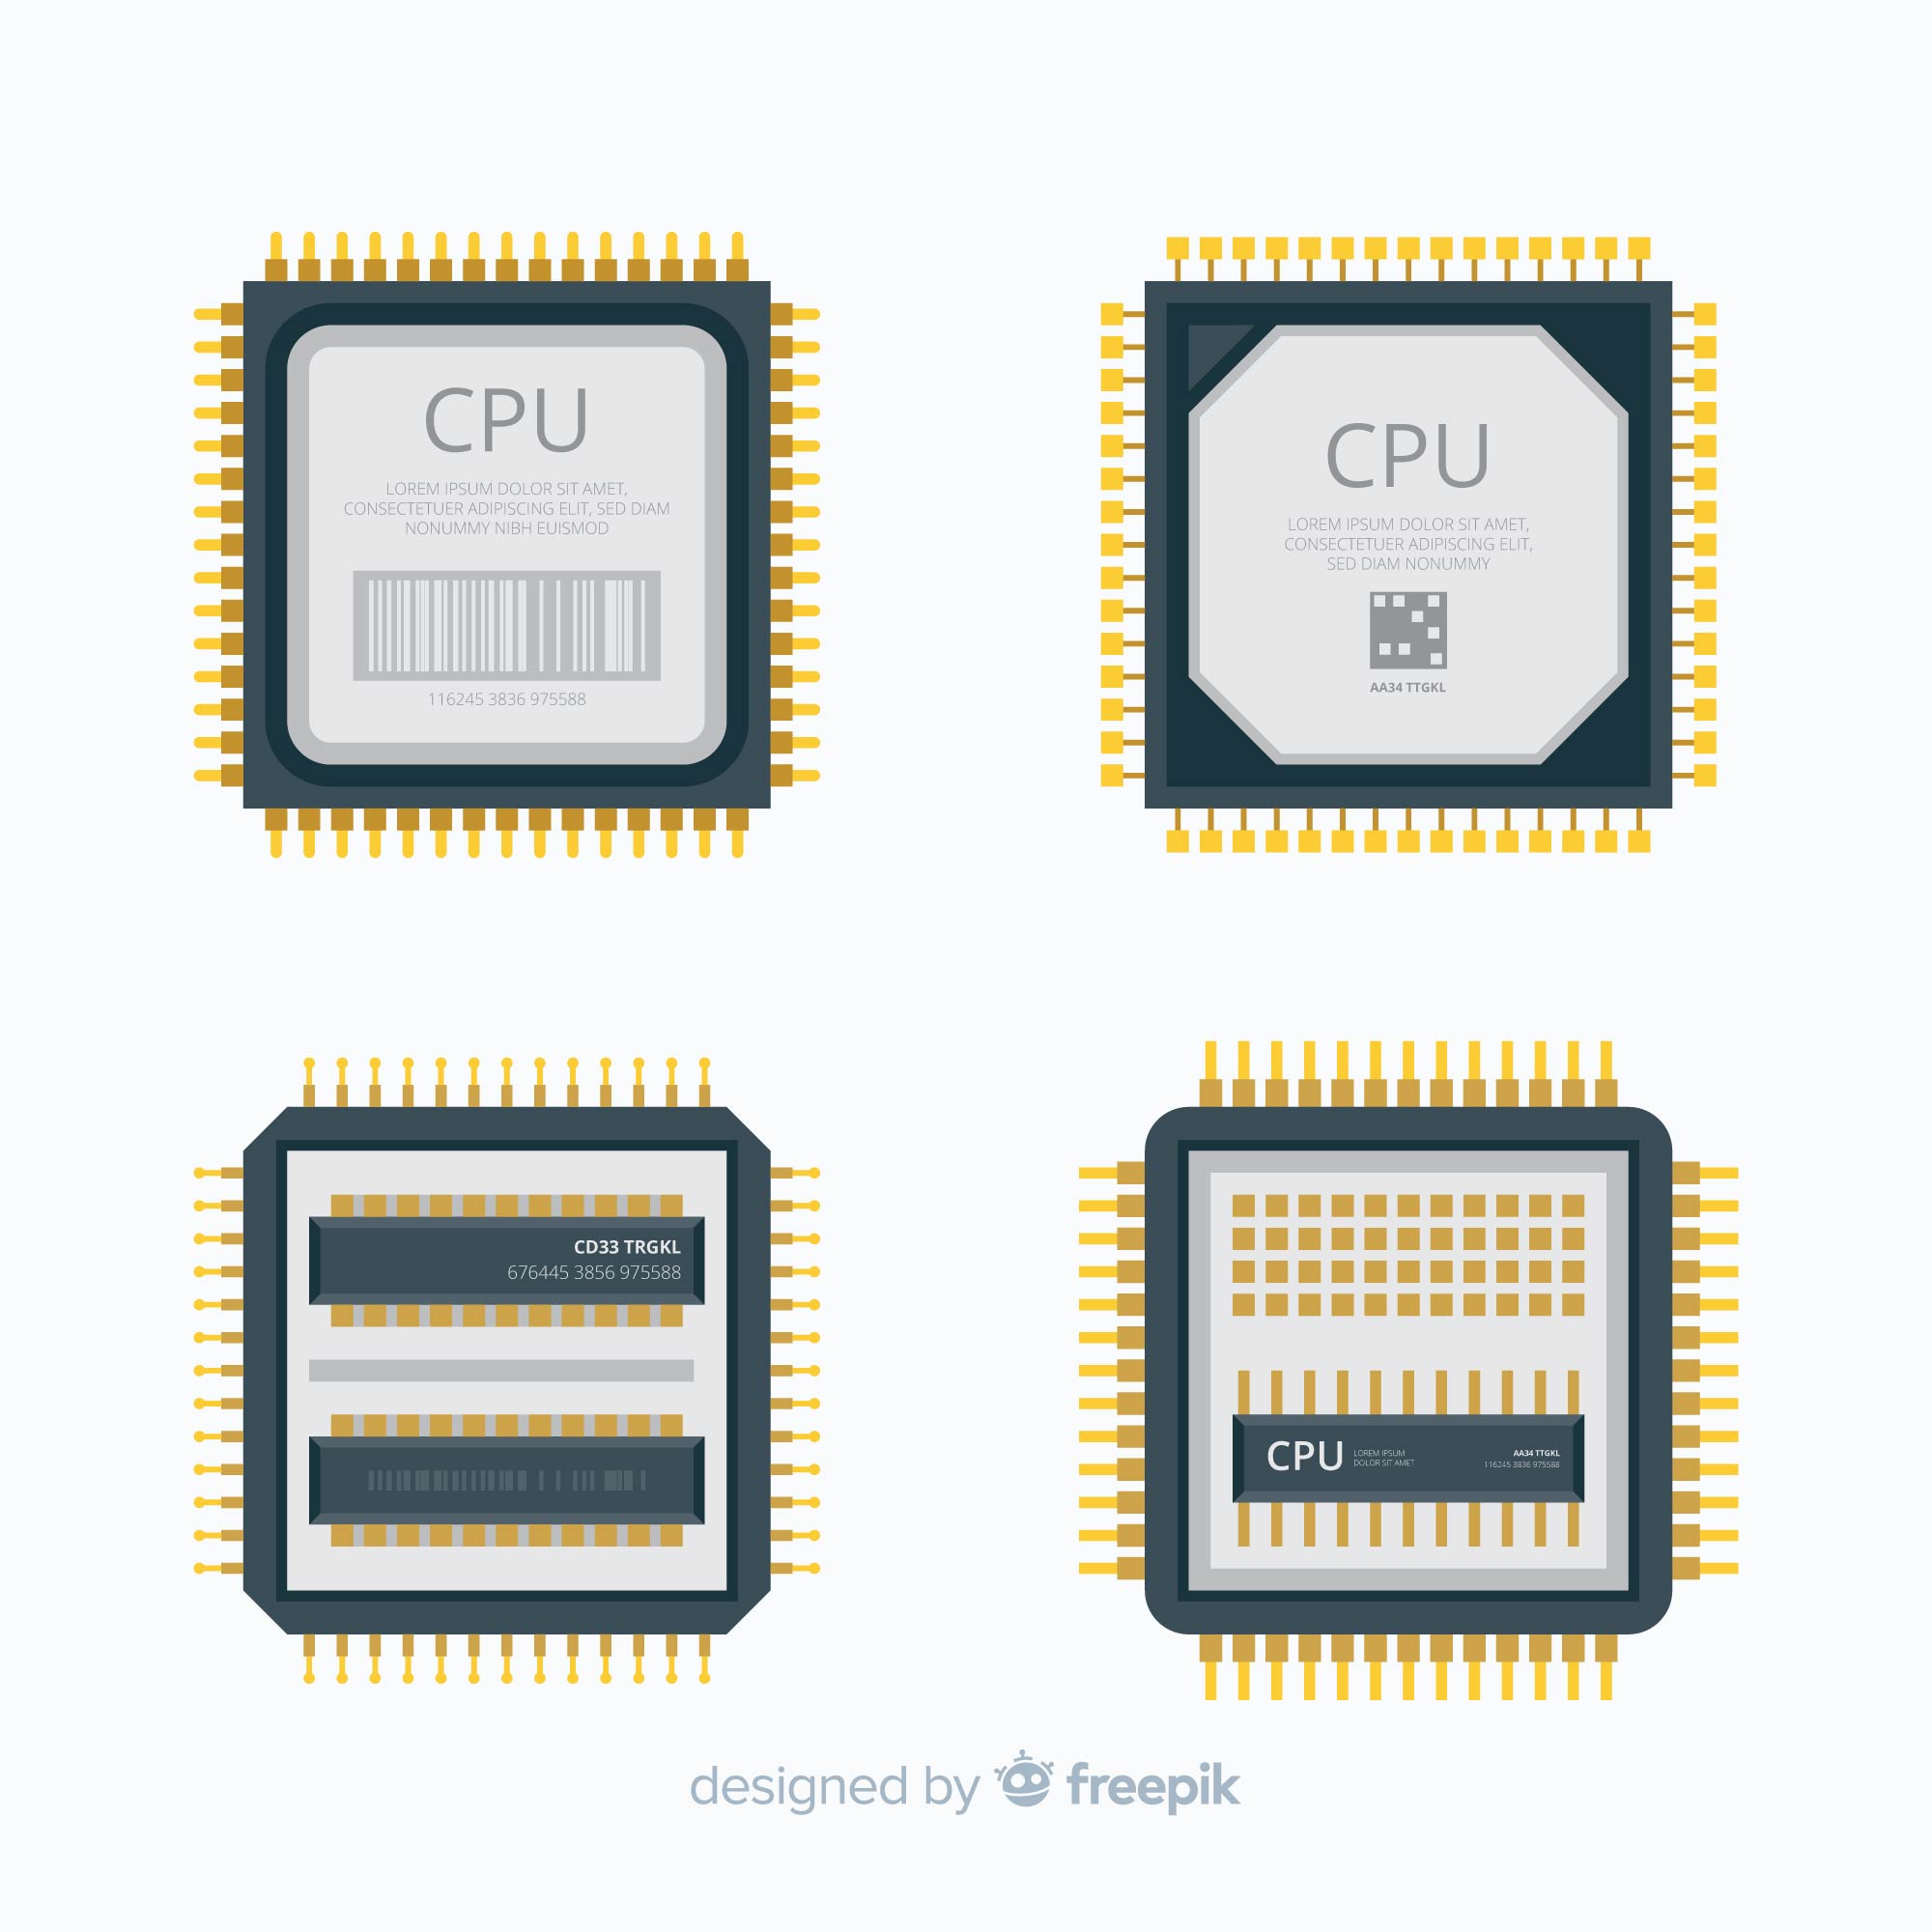 CPU
LOREM IPSUM DOLOR SIT AMET,
CONSECTETUER ADIPISCING ELIT, SED DIAM
NONUMMY NIBH EUISMOD
116245 3836 975588
CPU
LOREM IPSUM DOLOR SIT AMET,
CONSECTETUER ADIPISCING ELIT,
SED DIAM NONUMMY
AA34 TTGKL
CD33 TRGKL
676445 3856 975588
CPU
LOREM IPSUM
DOLOR SIT AMET
AA34 TTGKL
116245 3836 975588
designed by freepik